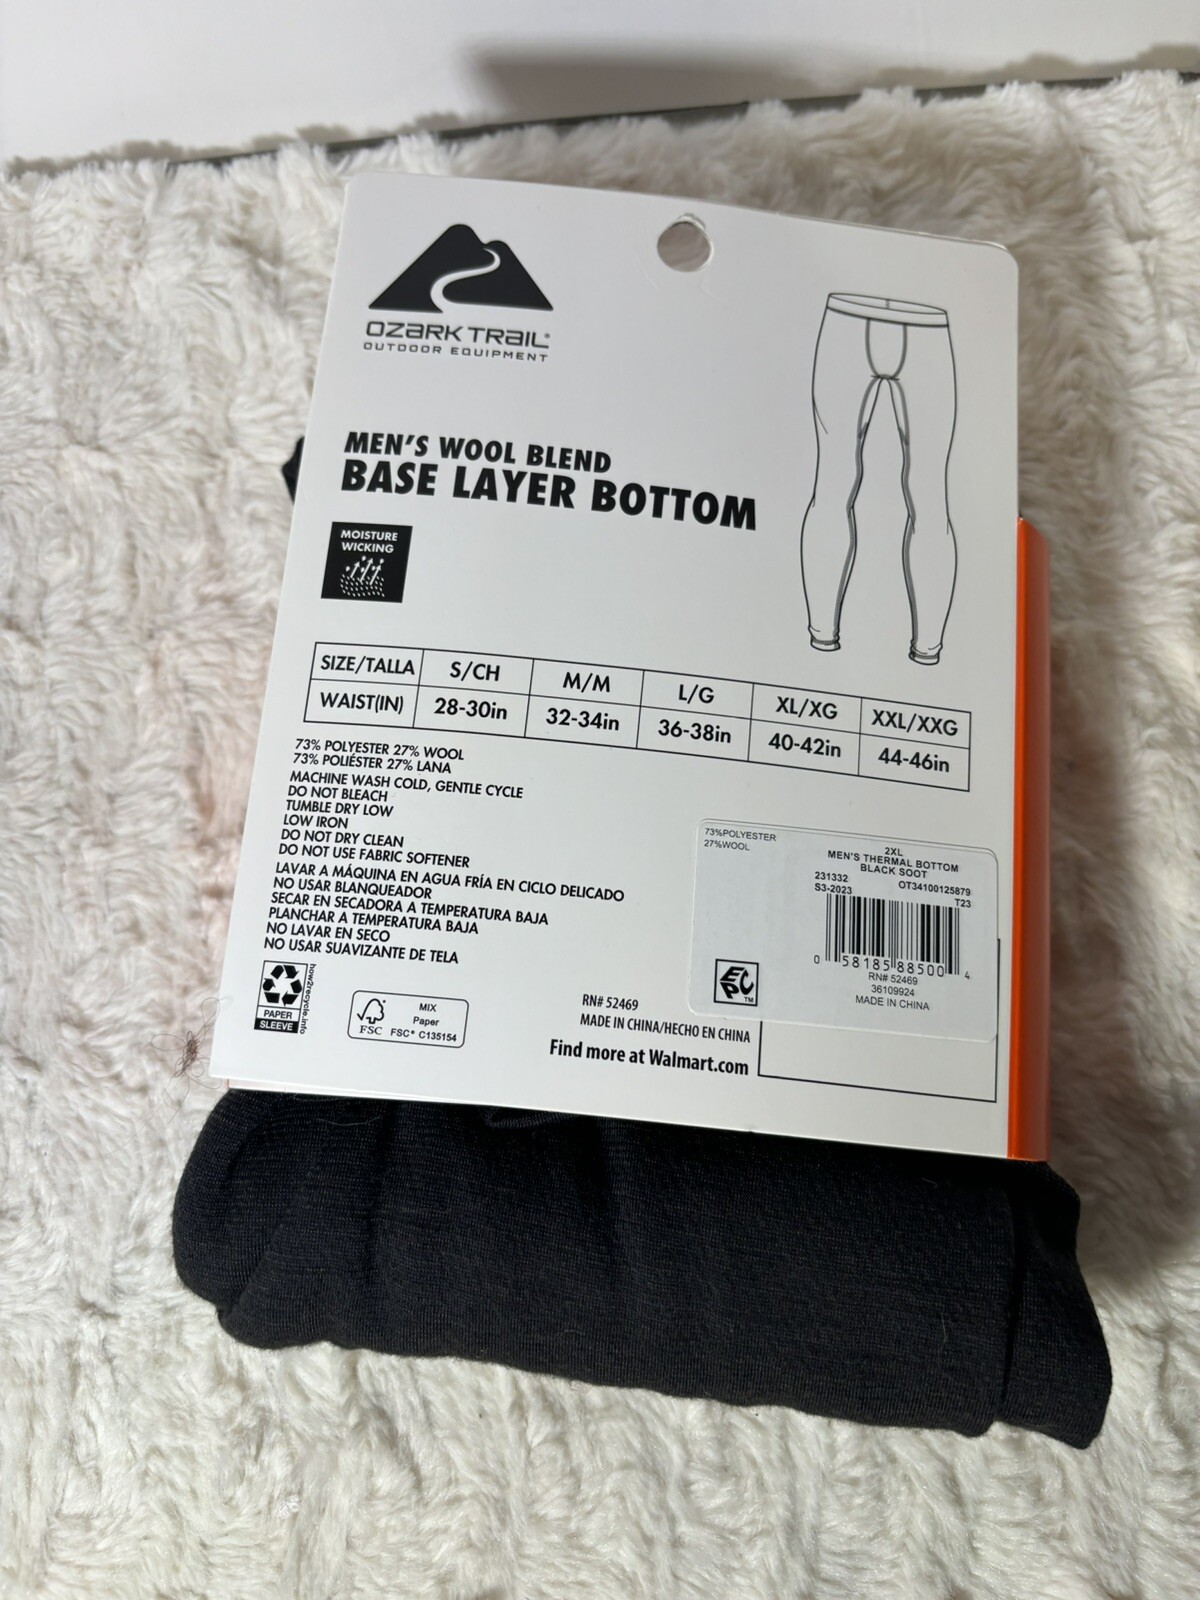 OZARK TRAIL®
OUTDOOR EQUIPMENT
MEN'S WOOL BLEND
BASE LAYER BOTTOM
MOISTURE
WICKING
SIZE/TALLA S/CH M/M L/G XL/XG XXL/XXG
WAIST(IN) 28-30in 32-34in 36-38in 40-42in 44-46in
73% POLYESTER 27% WOOL
73% POLIÉSTER 27% LANA
MACHINE WASH COLD, GENTLE CYCLE
DO NOT BLEACH
TUMBLE DRY LOW
LOW IRON
DO NOT DRY CLEAN
DO NOT USE FABRIC SOFTENER
LAVAR A MÁQUINA EN AGUA FRÍA EN CICLO DELICADO
NO USAR BLANQUEADOR
SECAR EN SECADORA A TEMPERATURA BAJA
PLANCHAR A TEMPERATURA BAJA
NO LAVAR EN SECO
NO USAR SUAVIZANTE DE TELA
PAPER
SLEEVE
how2recycle.info
FSC
MIX
Paper
FSC® C135154
RN# 52469
MADE IN CHINA/HECHO EN CHINA
Find more at Walmart.com
73%POLYESTER
27%WOOL
2XL
MEN'S THERMAL BOTTOM
BLACK SOOT
231332 OT34100125879
S3-2023 T23
0 58185 88500 4
RN# 52469
36109924
MADE IN CHINA
EPC™